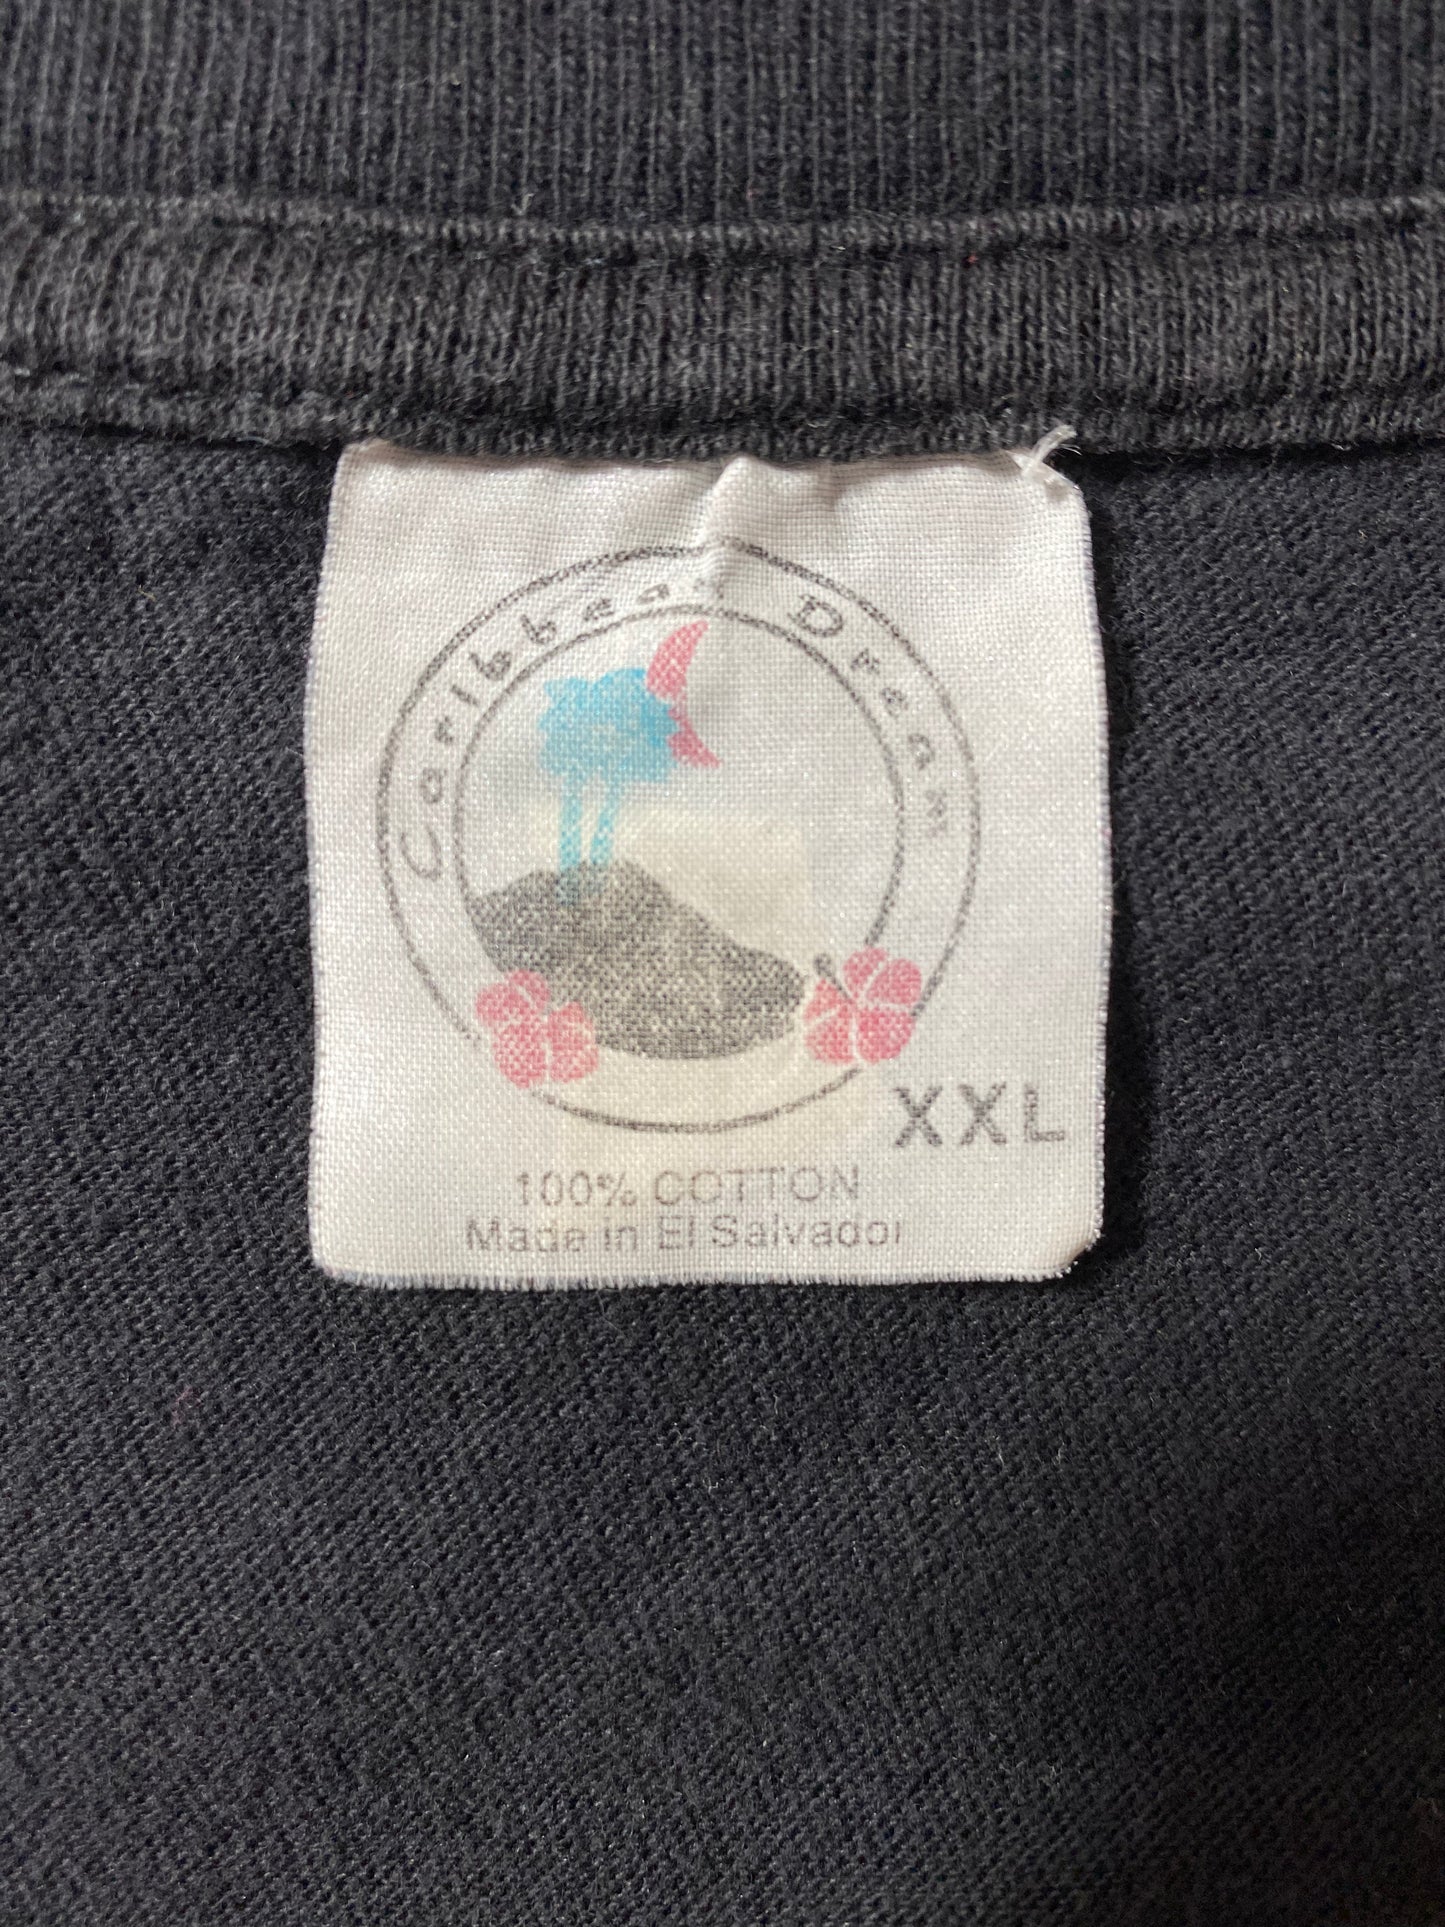 Caribbean Dream
XXL
100% COTTON
Made in El Salvador